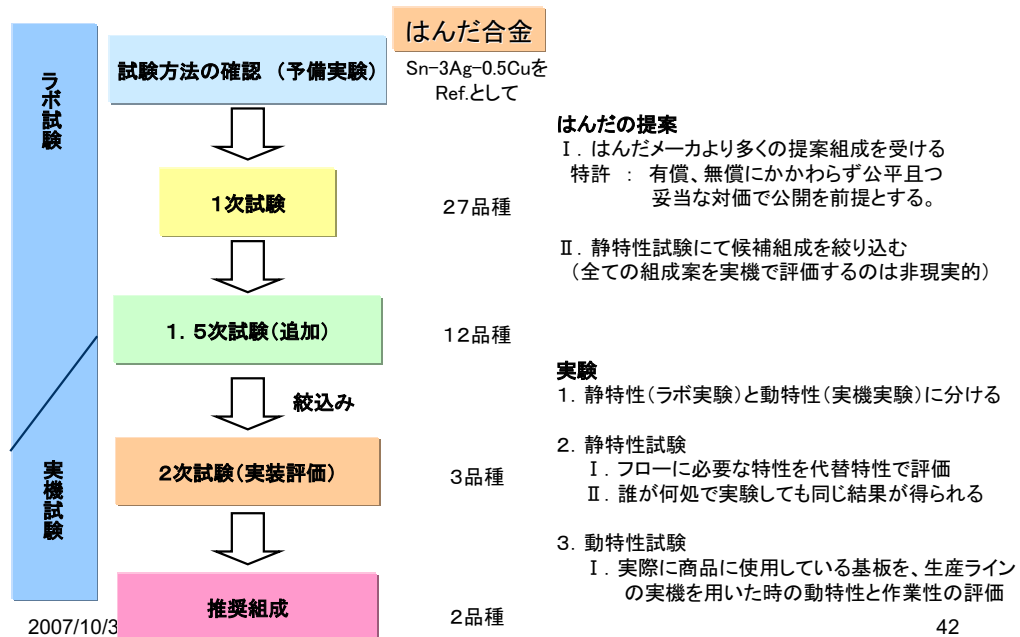 ラボ試験
実機試験
はんだ合金
試験方法の確認 （予備実験）
Sn-3Ag-0.5Cuを
Ref.として
1次試験
27品種
1．5次試験（追加）
12品種
絞込み
2次試験（実装評価）
3品種
推奨組成
2品種
はんだの提案
Ⅰ．はんだメーカより多くの提案組成を受ける
特許 ： 有償、無償にかかわらず公平且つ
妥当な対価で公開を前提とする。
Ⅱ．静特性試験にて候補組成を絞り込む
（全ての組成案を実機で評価するのは非現実的）
実験
1．静特性（ラボ実験）と動特性（実機実験）に分ける
2．静特性試験
Ⅰ．フローに必要な特性を代替特性で評価
Ⅱ．誰が何処で実験しても同じ結果が得られる
3．動特性試験
Ⅰ．実際に商品に使用している基板を、生産ライン
の実機を用いた時の動特性と作業性の評価
2007/10/3
42